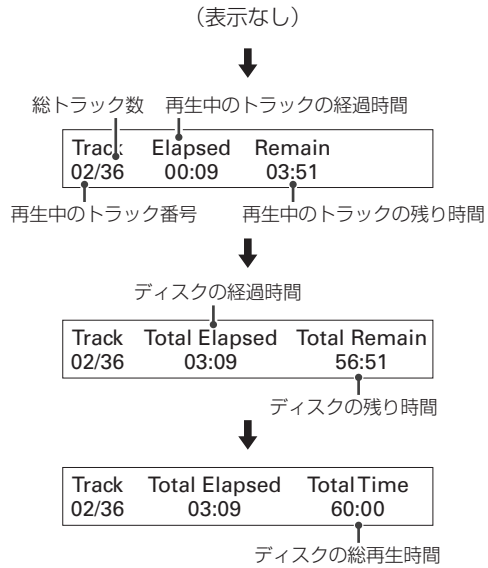 （表示なし）
総トラック数 再生中のトラックの経過時間
Track Elapsed Remain
02/36 00:09 03:51
再生中のトラック番号 再生中のトラックの残り時間
ディスクの経過時間
Track Total Elapsed Total Remain
02/36 03:09 56:51
ディスクの残り時間
Track Total Elapsed Total Time
02/36 03:09 60:00
ディスクの総再生時間